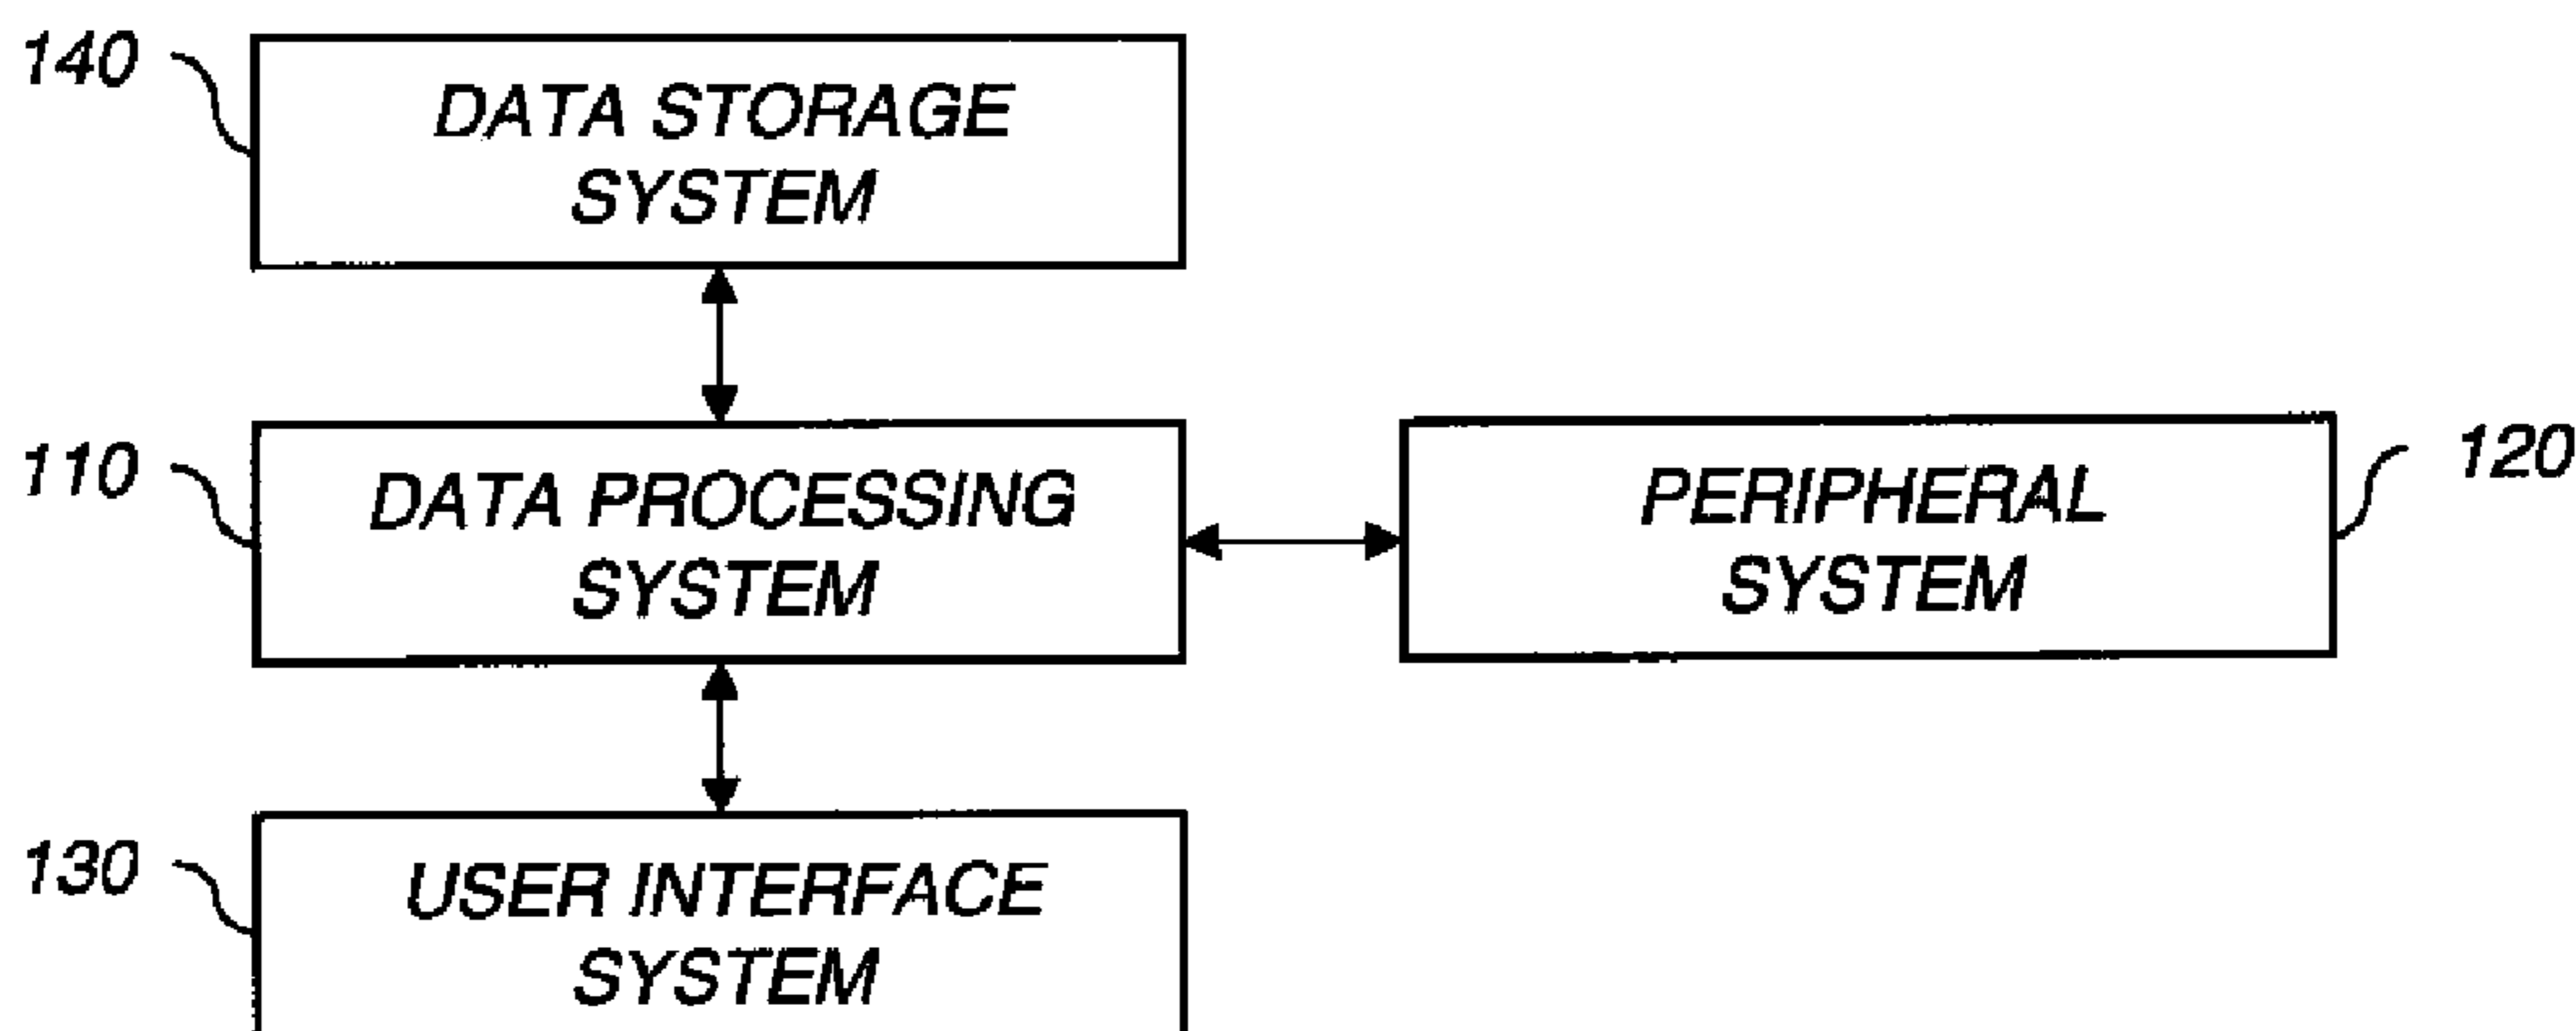 140
DATA STORAGE
SYSTEM
110
DATA PROCESSING
SYSTEM
PERIPHERAL
SYSTEM
120
130
USER INTERFACE
SYSTEM